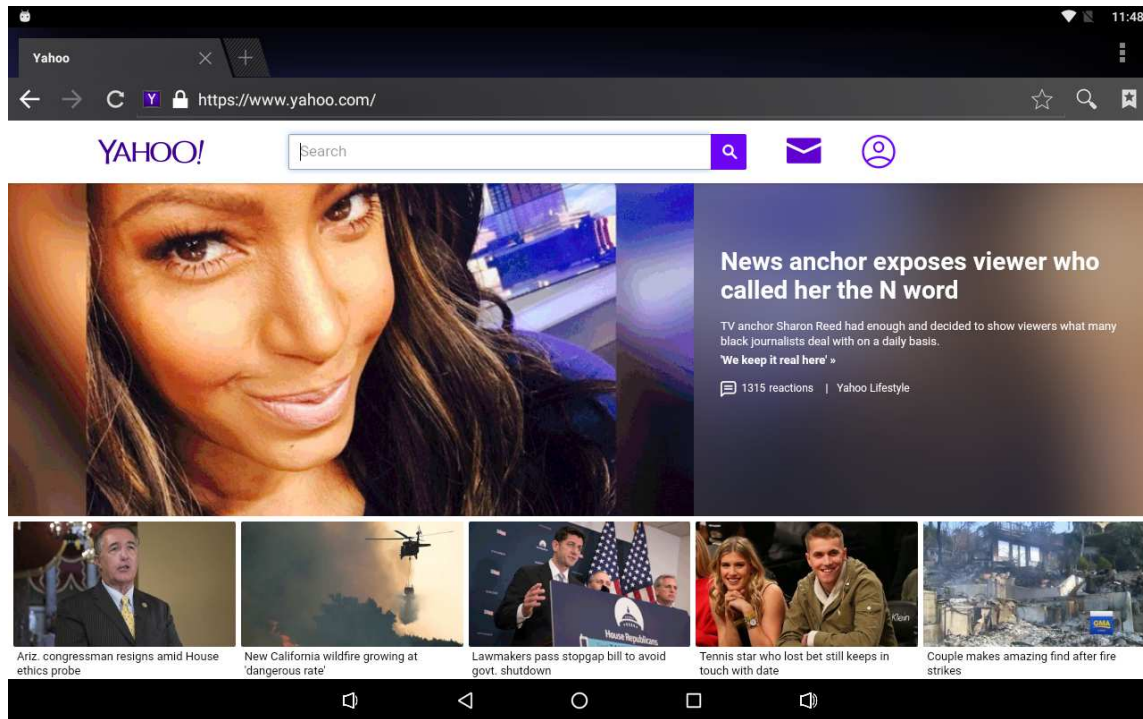 11:48
Yahoo
Y
https://www.yahoo.com/
YAHOO!
Search
News anchor exposes viewer who
called her the N word
TV anchor Sharon Reed had enough and decided to show viewers what many
black journalists deal with on a daily basis.
'We keep it real here' »
1315 reactions | Yahoo Lifestyle
House Republicans
Klein
GMA
Ariz. congressman resigns amid House
ethics probe
New California wildfire growing at
'dangerous rate'
Lawmakers pass stopgap bill to avoid
govt. shutdown
Tennis star who lost bet still keeps in
touch with date
Couple makes amazing find after fire
strikes